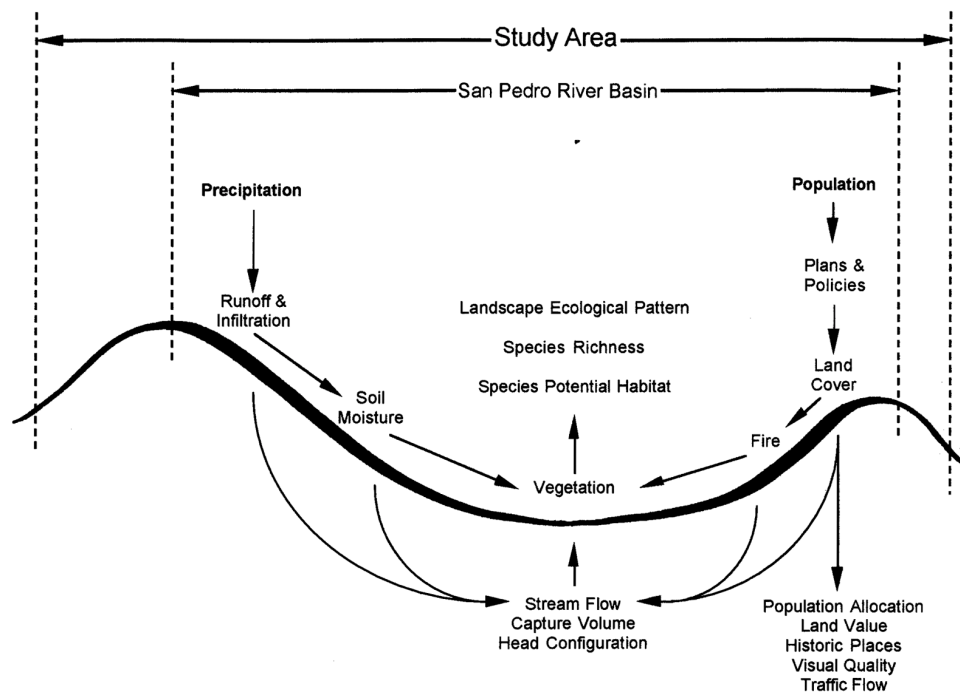 Study Area
San Pedro River Basin
Precipitation
Population
Plans &
Policies
Runoff &
Infiltration
Landscape Ecological Pattern
Species Richness
Species Potential Habitat
Land
Cover
Soil
Moisture
Fire
Vegetation
Stream Flow
Capture Volume
Head Configuration
Population Allocation
Land Value
Historic Places
Visual Quality
Traffic Flow